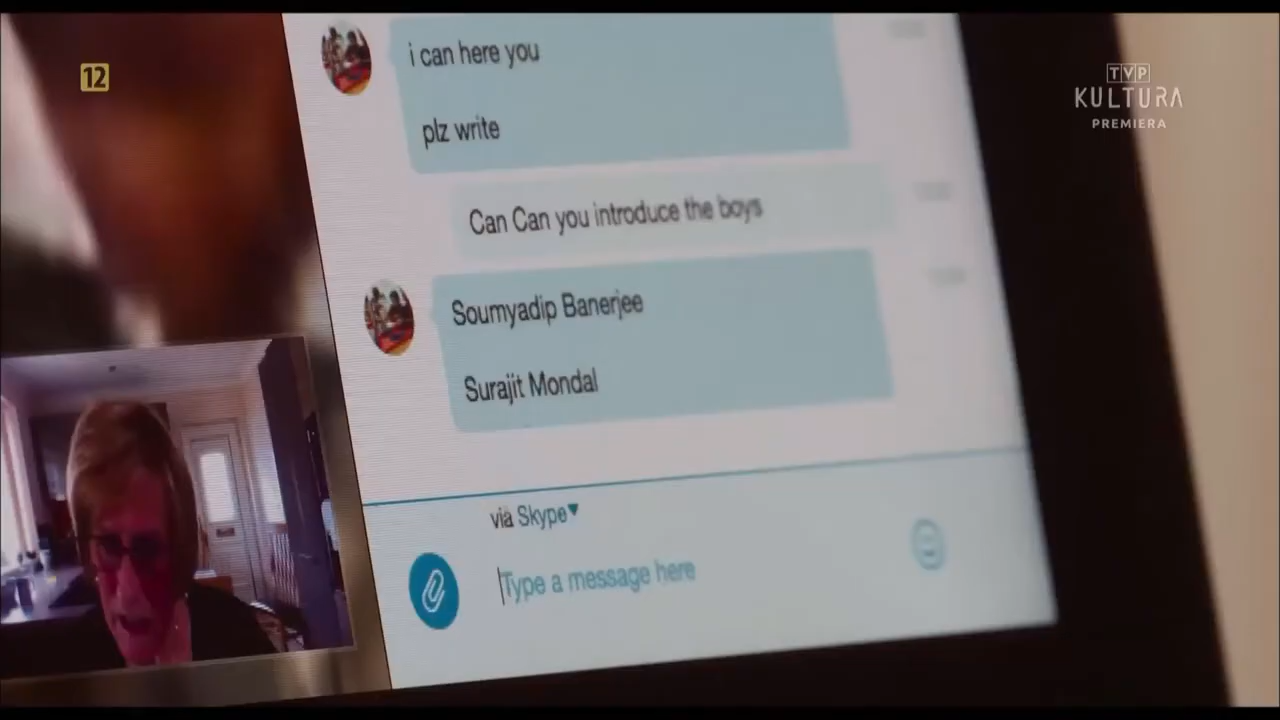 12
TVP
KULTURA
PREMIERA
i can here you
plz write
Can Can you introduce the boys
Soumyadip Banerjee
Surajit Mondal
via Skype
Type a message here